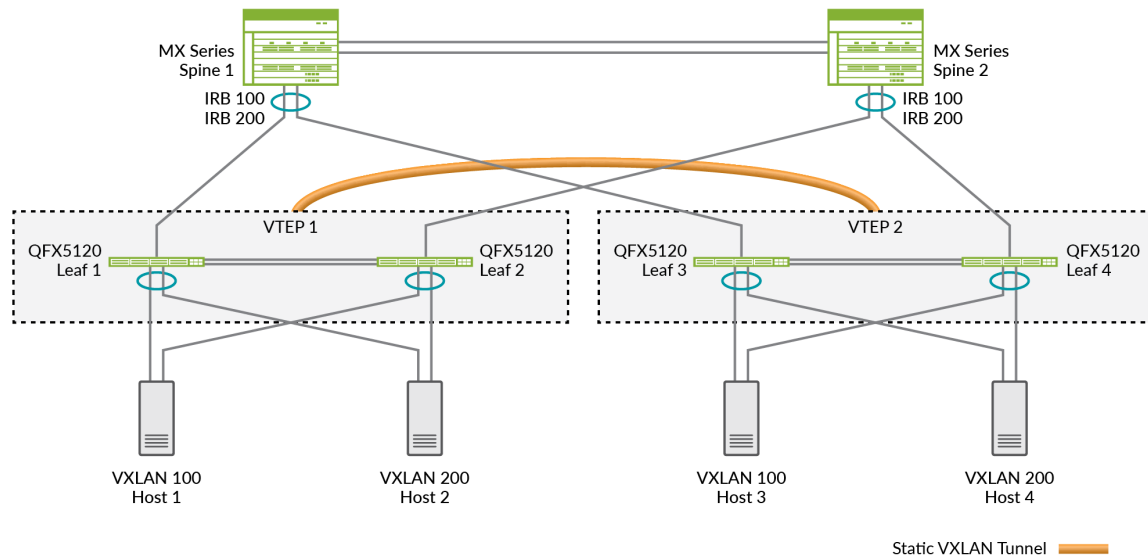 MX Series
Spine 1
MX Series
Spine 2
IRB 100
IRB 200
IRB 100
IRB 200
VTEP 1
VTEP 2
QFX5120
Leaf 1
QFX5120
Leaf 2
QFX5120
Leaf 3
QFX5120
Leaf 4
VXLAN 100
Host 1
VXLAN 200
Host 2
VXLAN 100
Host 3
VXLAN 200
Host 4
Static VXLAN Tunnel